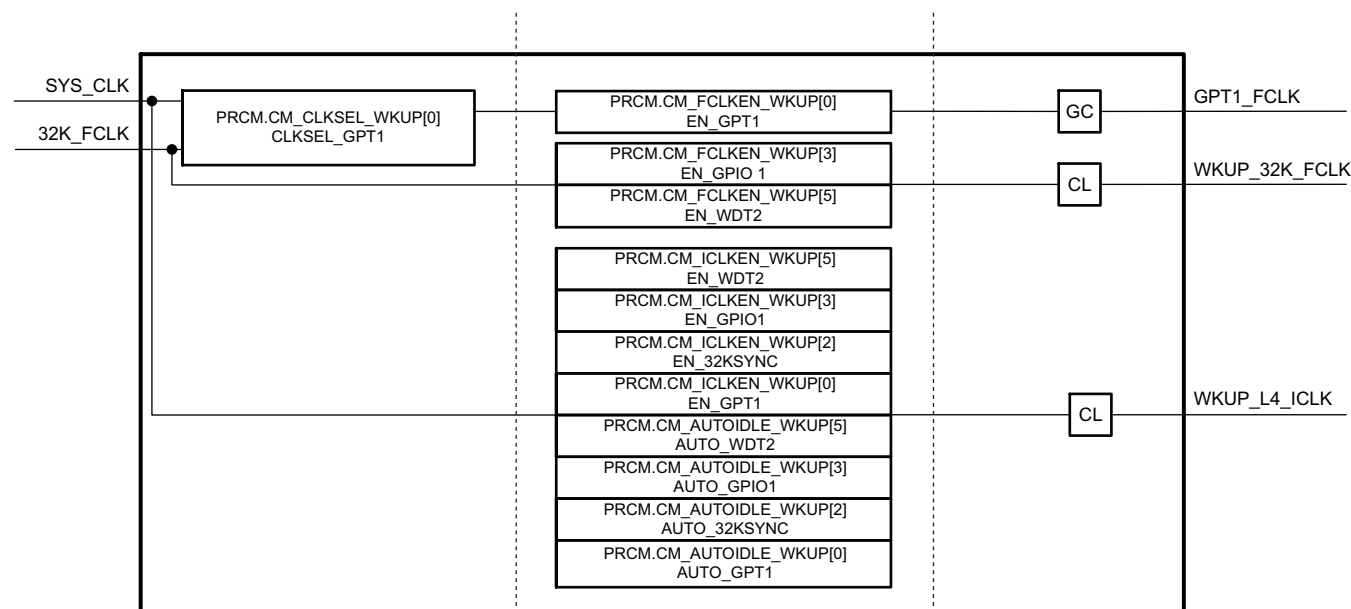 SYS_CLK
32K_FCLK
PRCM.CM_CLKSEL_WKUP[0]
CLKSEL_GPT1
PRCM.CM_FCLKEN_WKUP[0]
EN_GPT1
GC
GPT1_FCLK
PRCM.CM_FCLKEN_WKUP[3]
EN_GPIO 1
PRCM.CM_FCLKEN_WKUP[5]
EN_WDT2
CL
WKUP_32K_FCLK
PRCM.CM_ICLKEN_WKUP[5]
EN_WDT2
PRCM.CM_ICLKEN_WKUP[3]
EN_GPIO1
PRCM.CM_ICLKEN_WKUP[2]
EN_32KSYNC
PRCM.CM_ICLKEN_WKUP[0]
EN_GPT1
PRCM.CM_AUTOIDLE_WKUP[5]
AUTO_WDT2
PRCM.CM_AUTOIDLE_WKUP[3]
AUTO_GPIO1
PRCM.CM_AUTOIDLE_WKUP[2]
AUTO_32KSYNC
PRCM.CM_AUTOIDLE_WKUP[0]
AUTO_GPT1
CL
WKUP_L4_ICLK